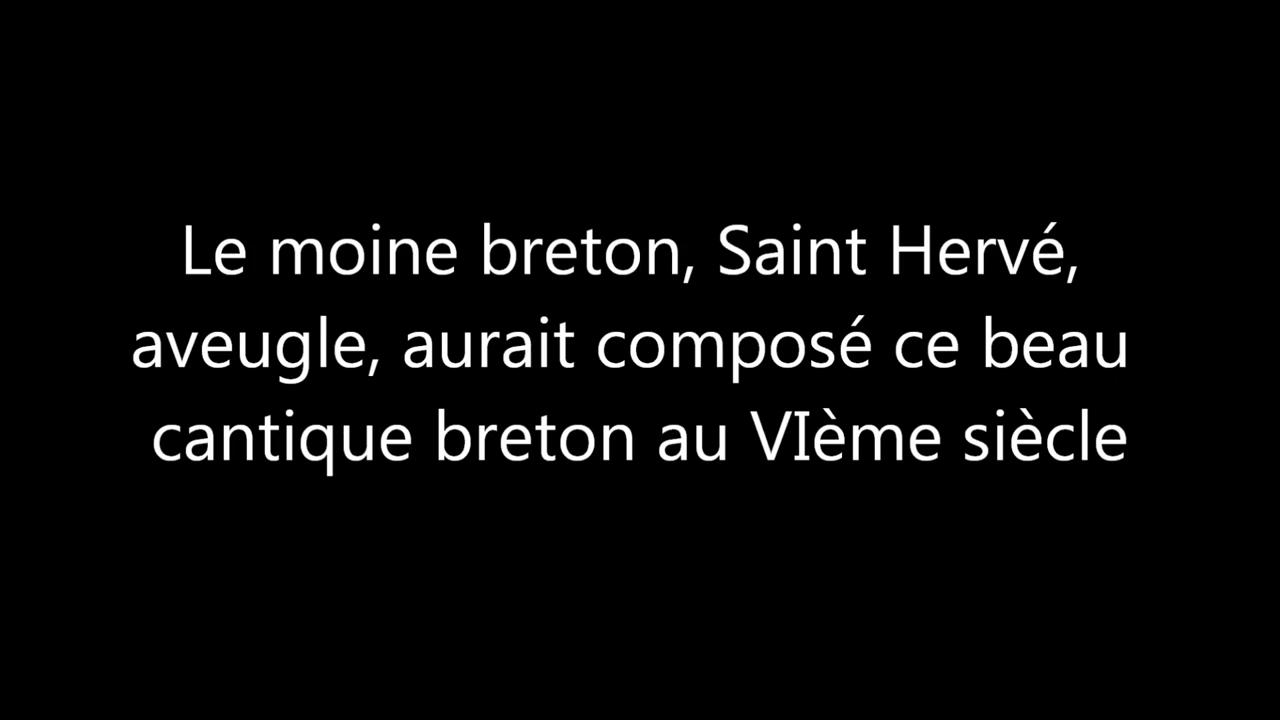 Le moine breton, Saint Hervé,
aveugle, aurait composé ce beau
cantique breton au VIème siècle